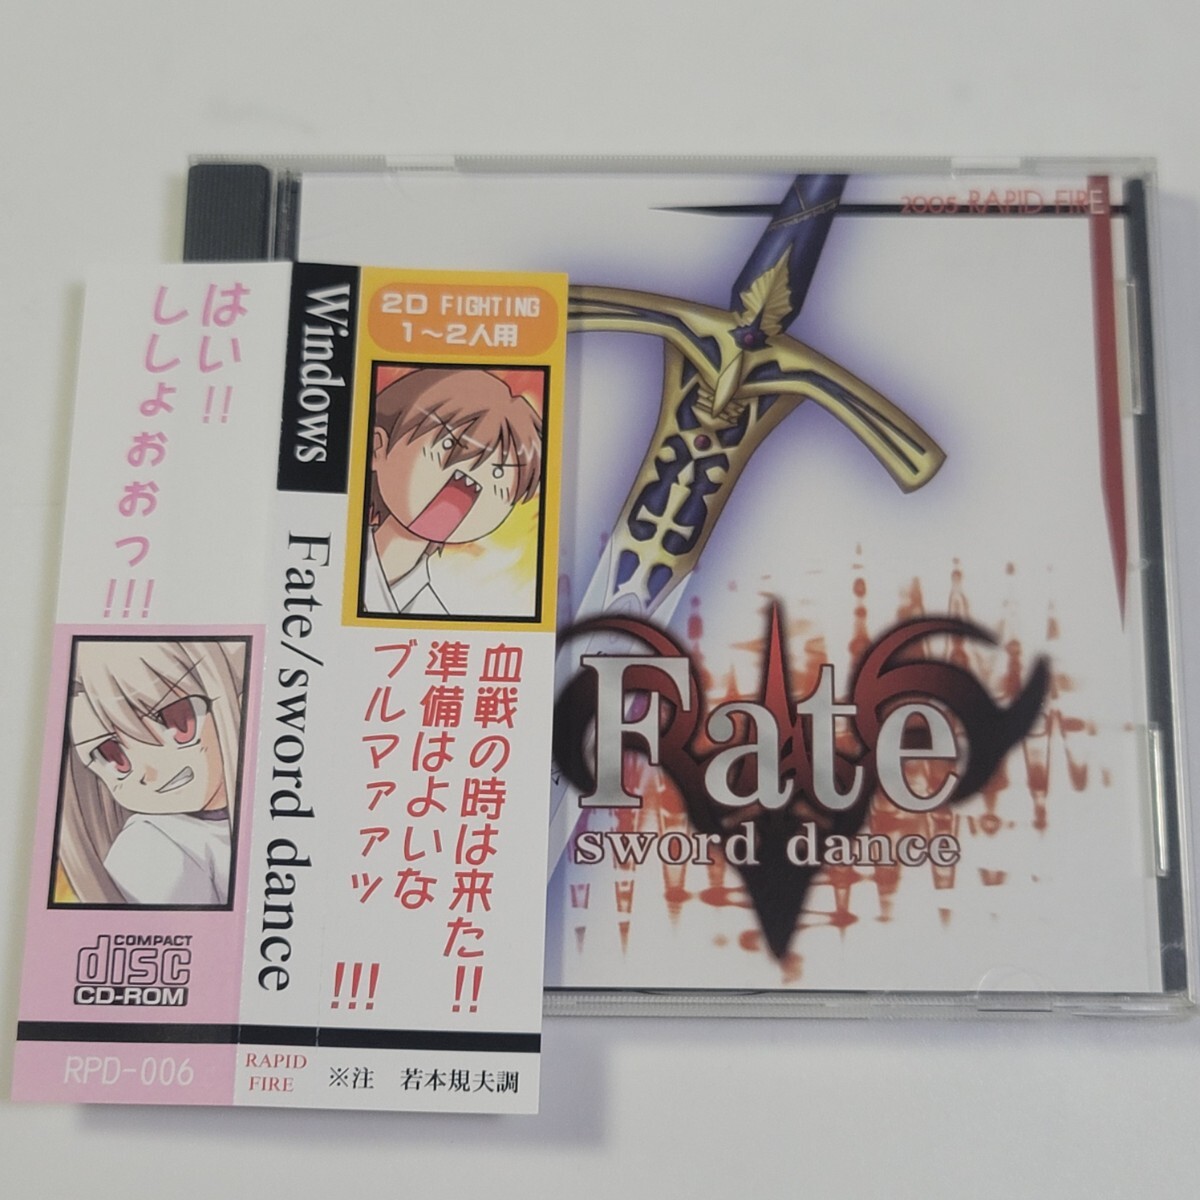 2005 RAPID FIRE
Fate
sword dance
2D FIGHTING
1～2人用
血戦の時は来た!!
準備はよいな
ブルマァァッ!!!
※注 若本規夫調
Windows
Fate/sword dance
RAPID
FIRE
はい!!
ししょぉおっ!!!
COMPACT
disc
CD-ROM
RPD-006